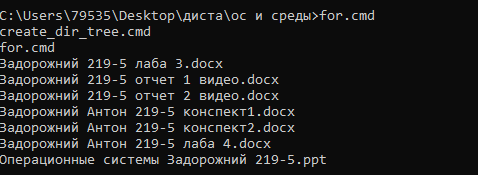 C:\Users\79535\Desktop\диста\ос и среды>for.cmd
create_dir_tree.cmd
for.cmd
Задорожний 219-5 лаба 3.docx
Задорожний 219-5 отчет 1 видео.docx
Задорожний 219-5 отчет 2 видео.docx
Задорожний Антон 219-5 конспект1.docx
Задорожний Антон 219-5 конспект2.docx
Задорожний Антон 219-5 лаба 4.docx
Операционные системы Задорожний 219-5.ppt